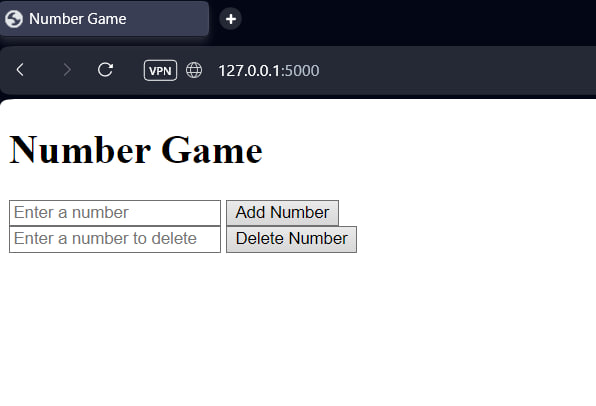 Number Game
VPN 127.0.0.1:5000
Number Game
Enter a number Add Number
Enter a number to delete Delete Number